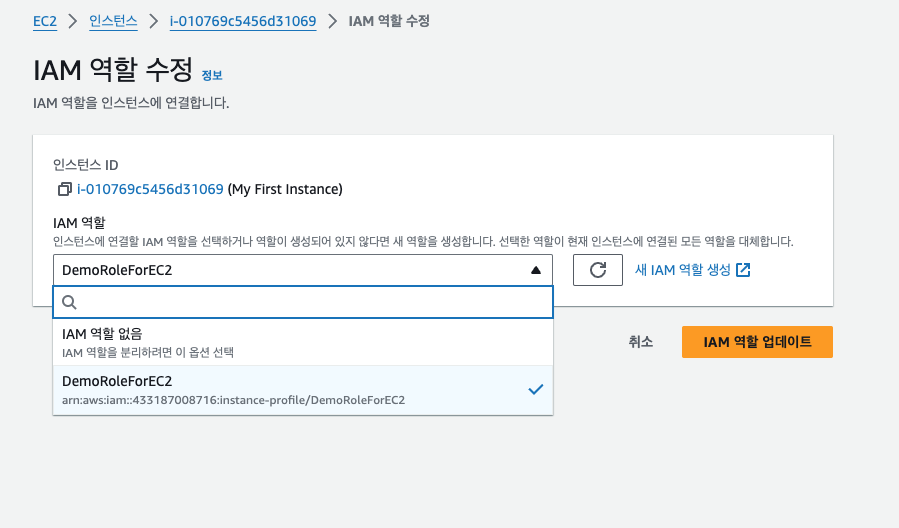 EC2 > 인스턴스 > i-010769c5456d31069 > IAM 역할 수정
IAM 역할 수정 정보
IAM 역할을 인스턴스에 연결합니다.
인스턴스 ID
i-010769c5456d31069 (My First Instance)
IAM 역할
인스턴스에 연결할 IAM 역할을 선택하거나 역할이 생성되어 있지 않다면 새 역할을 생성합니다. 선택한 역할이 현재 인스턴스에 연결된 모든 역할을 대체합니다.
DemoRoleForEC2
새 IAM 역할 생성
IAM 역할 없음
IAM 역할을 분리하려면 이 옵션 선택
DemoRoleForEC2
arn:aws:iam::433187008716:instance-profile/DemoRoleForEC2
취소
IAM 역할 업데이트